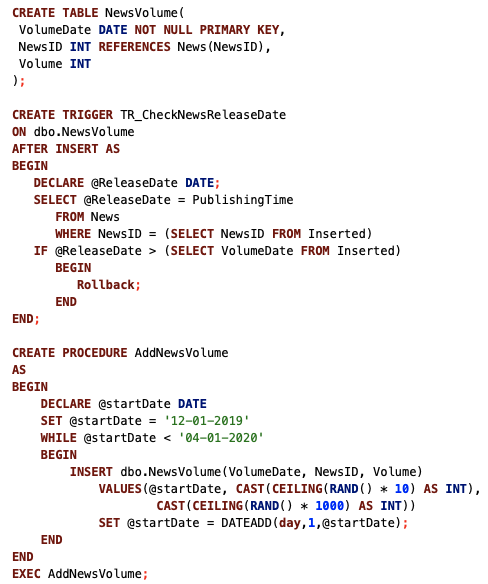 CREATE TABLE NewsVolume(
VolumeDate DATE NOT NULL PRIMARY KEY,
NewsID INT REFERENCES News(NewsID),
Volume INT
);
CREATE TRIGGER TR_CheckNewsReleaseDate
ON dbo.NewsVolume
AFTER INSERT AS
BEGIN
DECLARE @ReleaseDate DATE;
SELECT @ReleaseDate = PublishingTime
FROM News
WHERE NewsID = (SELECT NewsID FROM Inserted)
IF @ReleaseDate > (SELECT VolumeDate FROM Inserted)
BEGIN
Rollback;
END
END;
CREATE PROCEDURE AddNewsVolume
AS
BEGIN
DECLARE @startDate DATE
SET @startDate = '12-01-2019'
WHILE @startDate < '04-01-2020'
BEGIN
INSERT dbo.NewsVolume(VolumeDate, NewsID, Volume)
VALUES(@startDate, CAST(CEILING(RAND() * 10) AS INT),
CAST(CEILING(RAND() * 1000) AS INT))
SET @startDate = DATEADD(day,1,@startDate);
END
END
EXEC AddNewsVolume;